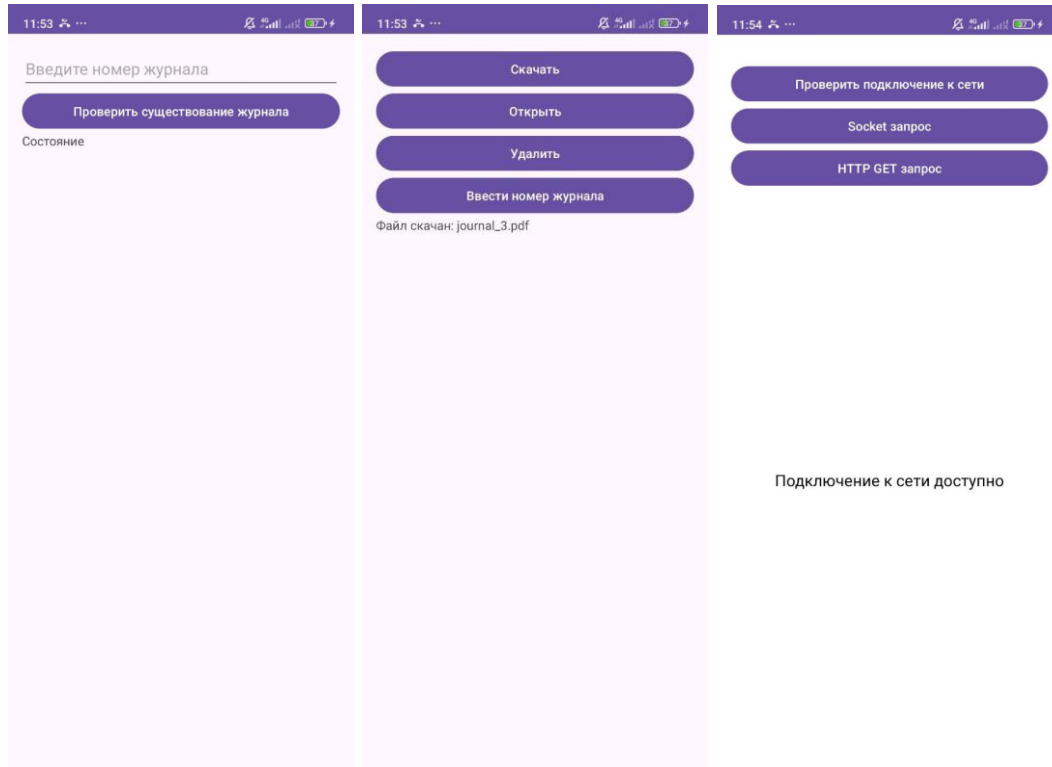 11:53 ...
Введите номер журнала
Проверить существование журнала
Состояние
11:53 ...
Скачать
Открыть
Удалить
Ввести номер журнала
Файл скачан: journal_3.pdf
11:54 ...
Проверить подключение к сети
Socket запрос
HTTP GET запрос
Подключение к сети доступно